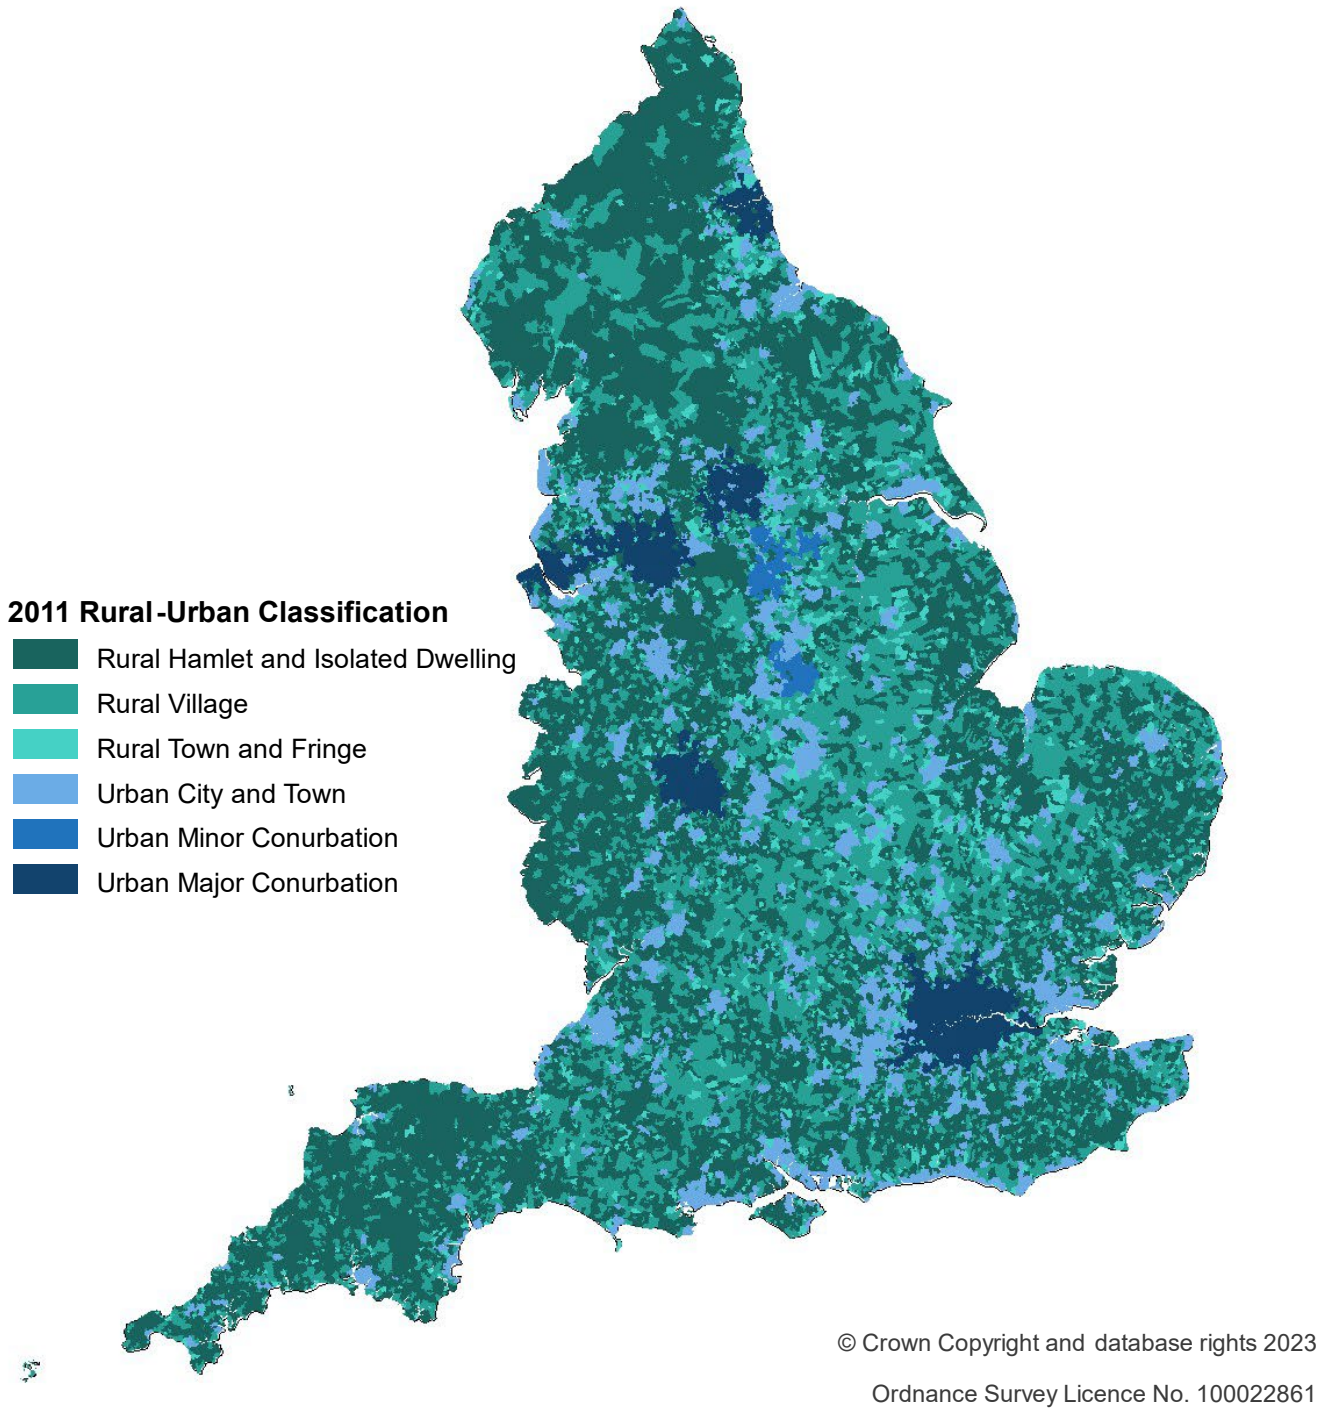 2011 Rural-Urban Classification
Rural Hamlet and Isolated Dwelling
Rural Village
Rural Town and Fringe
Urban City and Town
Urban Minor Conurbation
Urban Major Conurbation
© Crown Copyright and database rights 2023
Ordnance Survey Licence No. 100022861